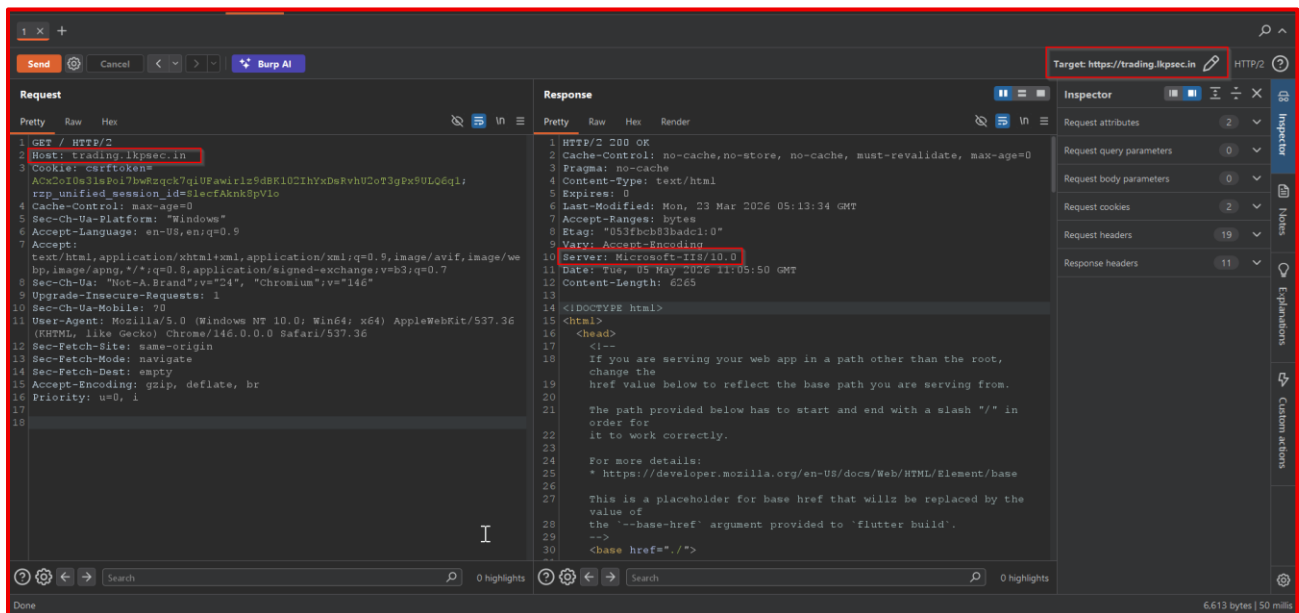 1 × +
Send Cancel < > Burp AI Target: https://trading.lkpsec.in HTTP/2
Request
Pretty Raw Hex \n
1 GET / HTTP/2
2 Host: trading.lkpsec.in
3 Cookie: csrftoken=
rzp_unified_session_id=SlecfAknk8pV1o
4 Cache-Control: max-age=0
5 Sec-Ch-Ua-Platform: "Windows"
6 Accept-Language: en-US,en;q=0.9
7 Accept:
text/html,application/xhtml+xml,application/xml;q=0.9,image/avif,image/we
bp,image/apng,*/*;q=0.8,application/signed-exchange;v=b3;q=0.7
8 Sec-Ch-Ua: "Not-A.Brand";v="24", "Chromium";v="146"
9 Upgrade-Insecure-Requests: 1
10 Sec-Ch-Ua-Mobile: ?0
11 User-Agent: Mozilla/5.0 (Windows NT 10.0; Win64; x64) AppleWebKit/537.36
(KHTML, like Gecko) Chrome/146.0.0.0 Safari/537.36
12 Sec-Fetch-Site: same-origin
13 Sec-Fetch-Mode: navigate
14 Sec-Fetch-Dest: empty
15 Accept-Encoding: gzip, deflate, br
16 Priority: u=0, i
17
18
Search 0 highlights
Response
Pretty Raw Hex Render \n
1 HTTP/2 200 OK
2 Cache-Control: no-cache,no-store, no-cache, must-revalidate, max-age=0
3 Pragma: no-cache
4 Content-Type: text/html
5 Expires: 0
6 Last-Modified: Mon, 23 Mar 2026 05:13:34 GMT
7 Accept-Ranges: bytes
8 Etag: "053fbcb83badc1:0"
9 Vary: Accept-Encoding
10 Server: Microsoft-IIS/10.0
11 Date: Tue, 05 May 2026 11:05:50 GMT
12 Content-Length: 6265
13
14 <!DOCTYPE html>
15 <html>
16 <head>
17 <!--
18 If you are serving your web app in a path other than the root,
change the
19 href value below to reflect the base path you are serving from.
20
21 The path provided below has to start and end with a slash "/" in
order for
22 it to work correctly.
23
24 For more details:
25 * https://developer.mozilla.org/en-US/docs/Web/HTML/Element/base
26
27 This is a placeholder for base href that willz be replaced by the
value of
28 the `--base-href` argument provided to `flutter build`.
29 -->
30 <base href="./">
Search 0 highlights
Inspector
Request attributes 2
Request query parameters 0
Request body parameters 0
Request cookies 2
Request headers 19
Response headers 11
Inspector
Notes
Explanations
Custom actions
Done 6,613 bytes | 50 millis